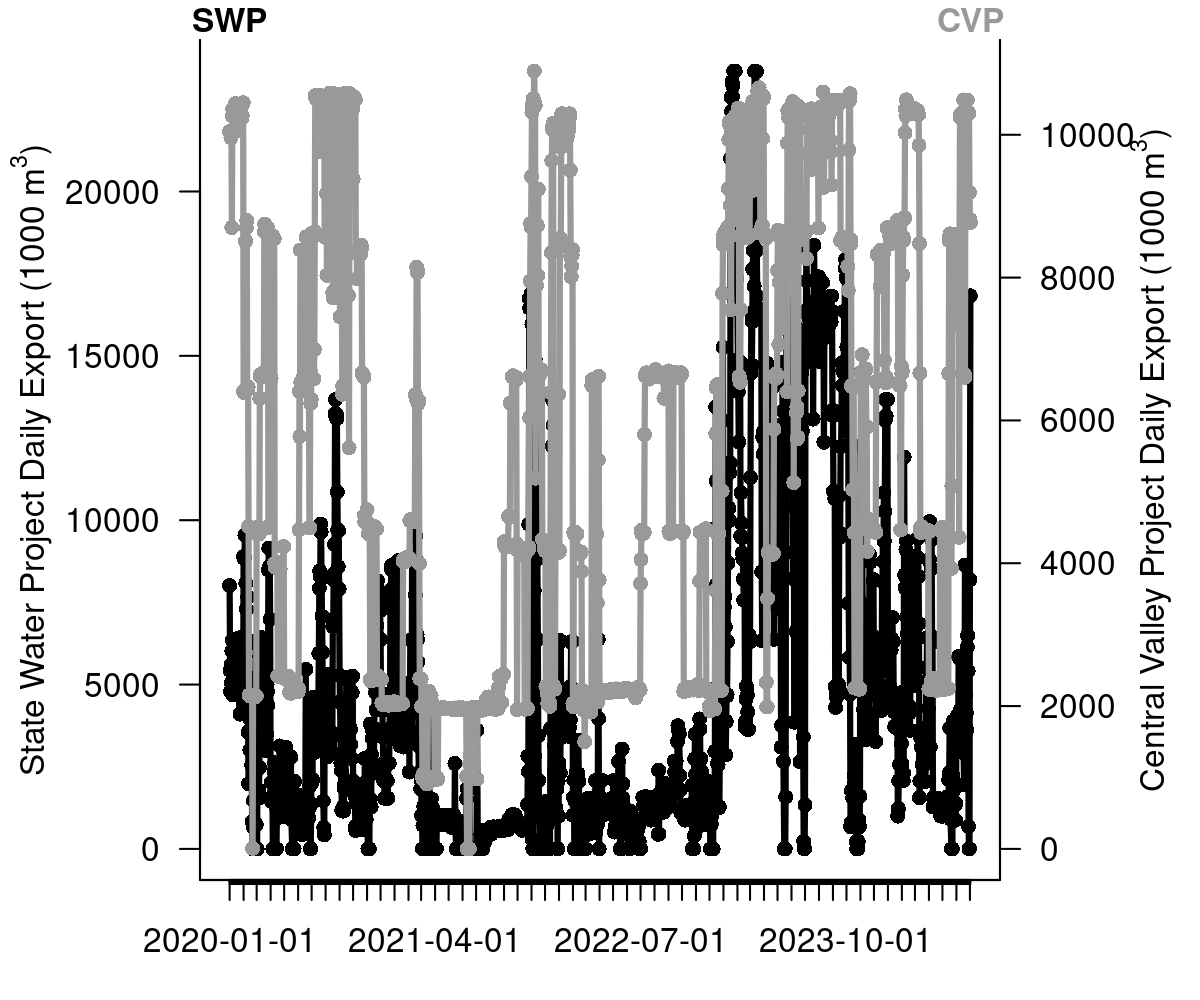 SWP
CVP
State Water Project Daily Export (1000 m³)
20000
15000
10000
5000
0
10000
8000
6000
4000
2000
0
Central Valley Project Daily Export (1000 m³)
2020-01-01 2021-04-01 2022-07-01 2023-10-01